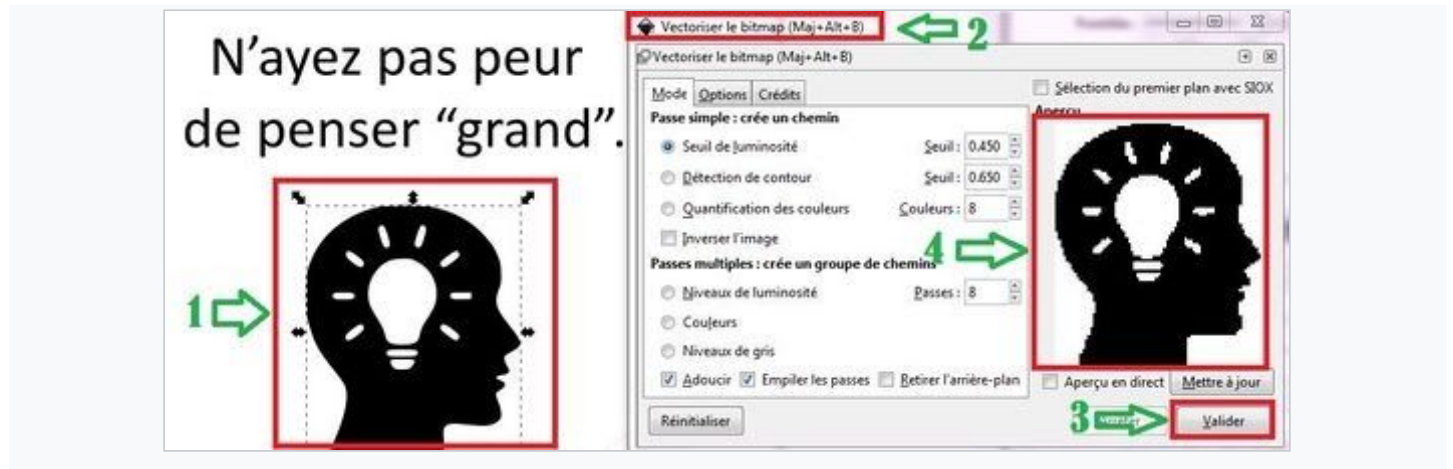 N’ayez pas peur
de penser “grand”.
1
Vectoriser le bitmap (Maj+Alt+B)
2
Vectoriser le bitmap (Maj+Alt+B)
Mode Options Crédits
Sélection du premier plan avec SIOX
Passe simple : crée un chemin
Aperçu
Seuil de luminosité Seuil : 0.450
Détection de contour Seuil : 0.650
Quantification des couleurs Couleurs : 8
Inverser l'image
4
Passes multiples : crée un groupe de chemins
Niveaux de luminosité Passes : 8
Couleurs
Niveaux de gris
Adoucir Empiler les passes Retirer l'arrière-plan
Aperçu en direct Mettre à jour
Réinitialiser
3
Valider